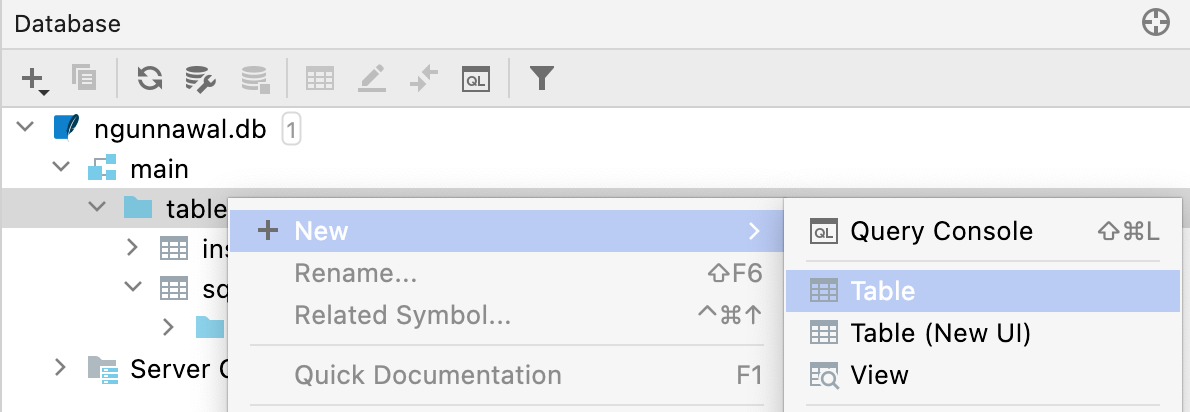 Database
QL
ngunnawal.db 1
main
table
New
Rename... ⇧F6
Related Symbol... ^⌘↑
Quick Documentation F1
ins
sq
Server
QL Query Console ⇧⌘L
Table
Table (New UI)
View